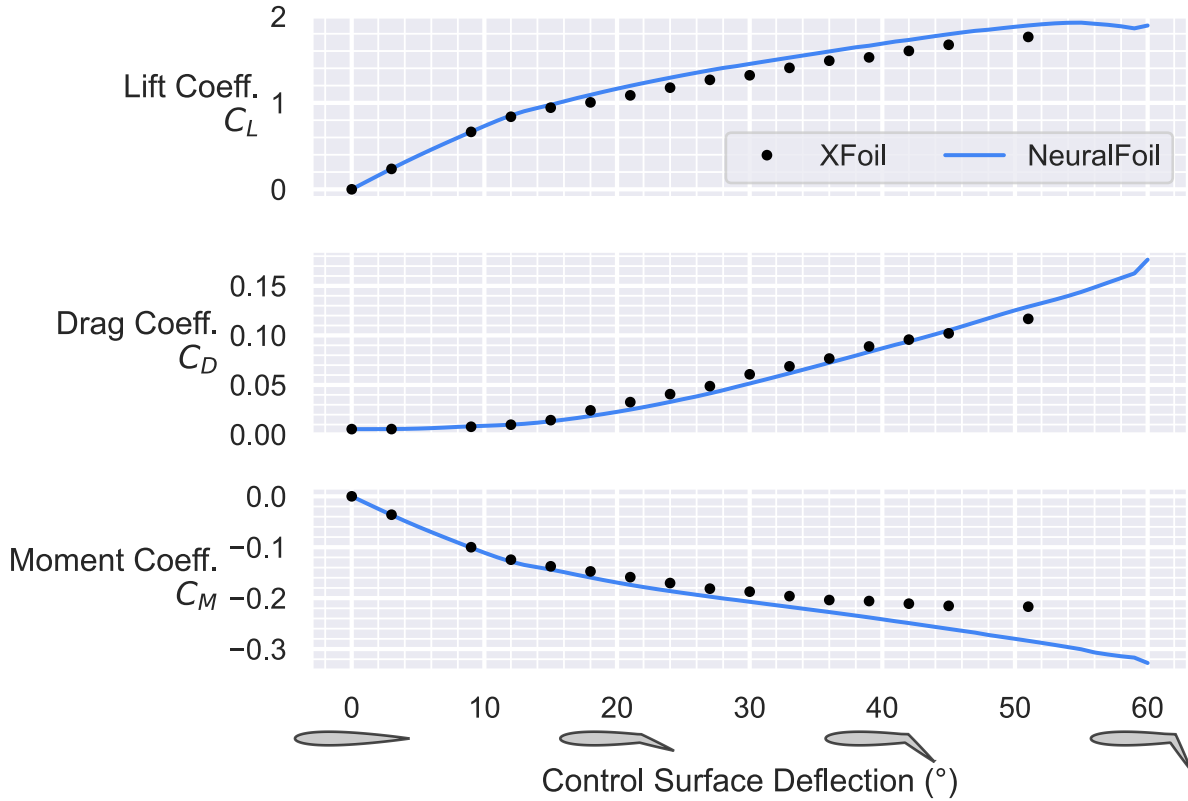 2
Lift Coeff.
1
C_L
XFoil
NeuralFoil
0
0.15
Drag Coeff.
0.10
C_D
0.05
0.00
0.0
−0.1
Moment Coeff.
C_M
−0.2
−0.3
0 10 20 30 40 50 60
Control Surface Deflection (°)